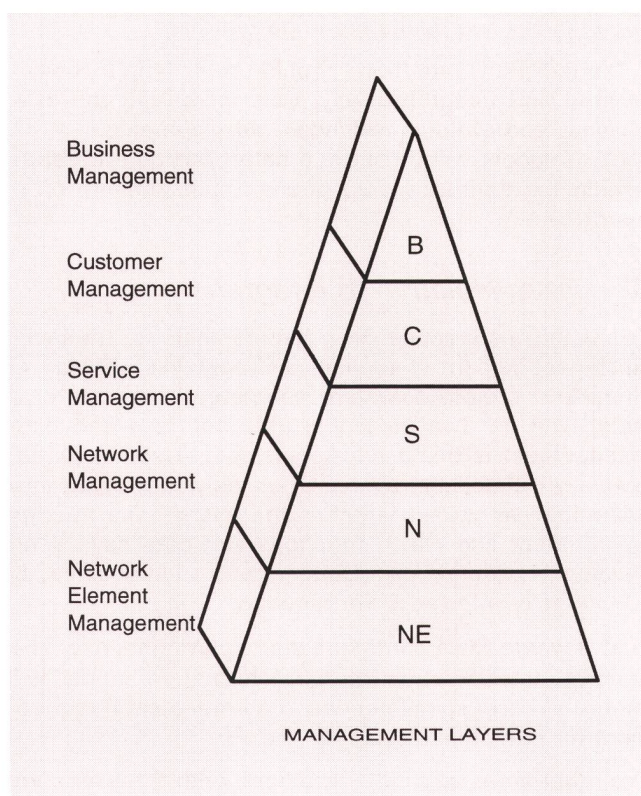 Business
Management
B
Customer
Management
C
Service
Management
S
Network
Management
N
Network
Element
Management
NE
MANAGEMENT LAYERS